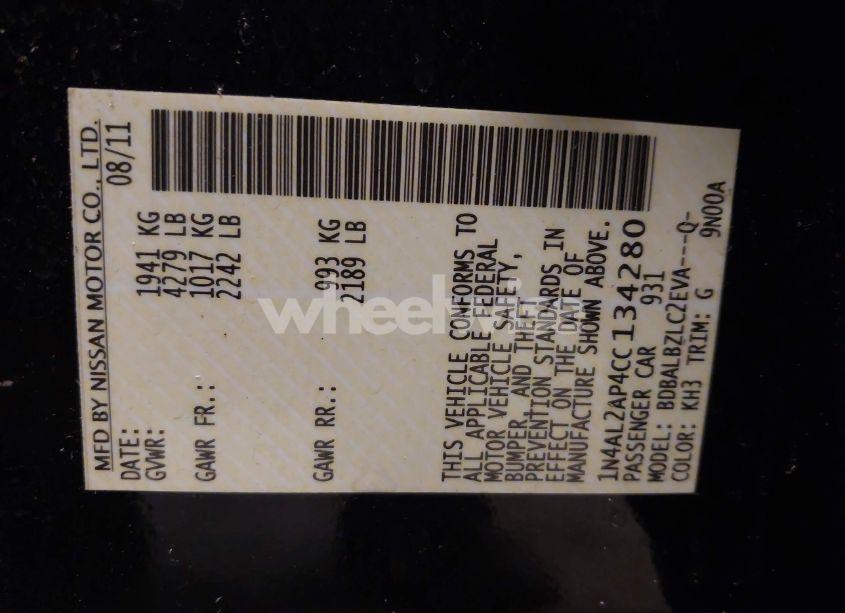 MFD BY NISSAN MOTOR CO., LTD.
DATE: 08/11
GVWR: 1941 KG
4279 LB
GAWR FR.: 1017 KG
2242 LB
GAWR RR.: 993 KG
2189 LB
THIS VEHICLE CONFORMS TO
ALL APPLICABLE FEDERAL
MOTOR VEHICLE SAFETY,
BUMPER, AND THEFT
PREVENTION STANDARDS IN
EFFECT ON THE DATE OF
MANUFACTURE SHOWN ABOVE.
1N4AL2AP4CC134280
PASSENGER CAR 931
MODEL: BDBALBZLC2EVA---Q-
COLOR: KH3 TRIM: G 9N00A